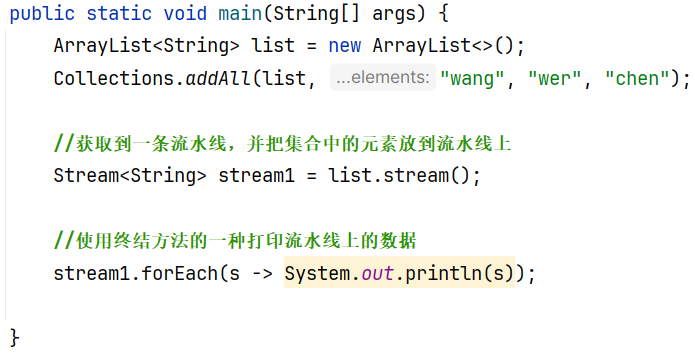 public static void main(String[] args) {
    ArrayList<String> list = new ArrayList<>();
    Collections.addAll(list, ...elements: "wang", "wer", "chen");
    //获取到一条流水线，并把集合中的元素放到流水线上
    Stream<String> stream1 = list.stream();
    //使用终结方法的一种打印流水线上的数据
    stream1.forEach(s -> System.out.println(s));
}